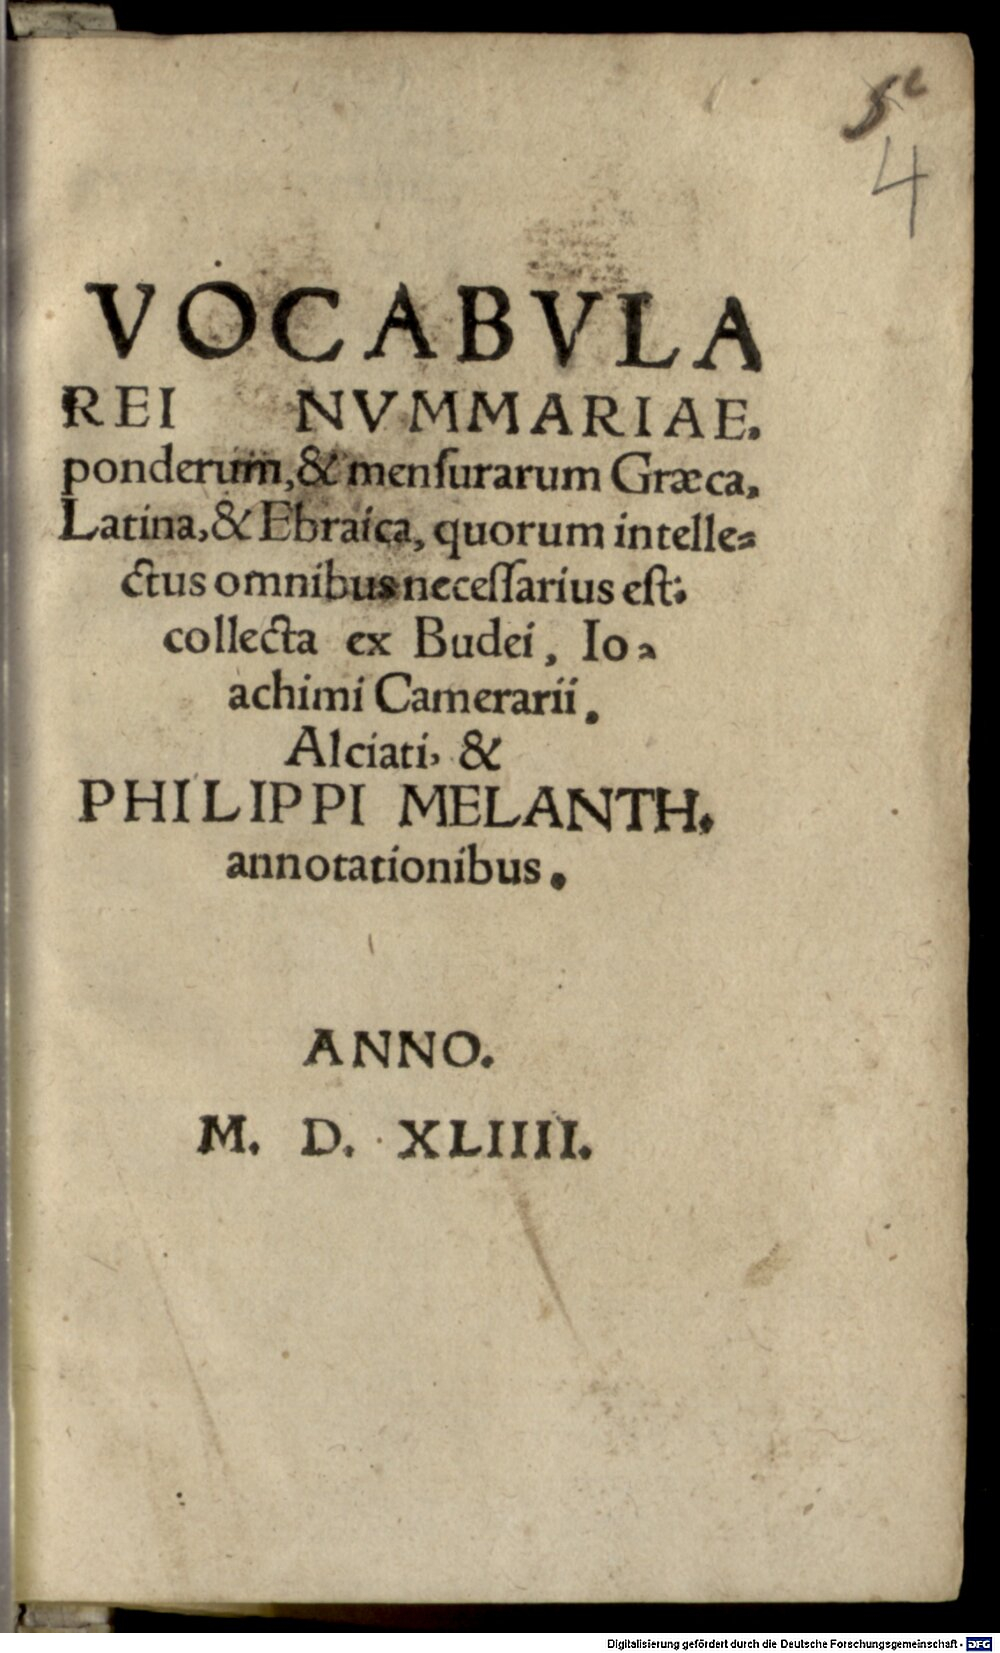 5c
4
VOCABVLA
REI NVMMARIAE.
ponderum, & menſurarum Græca,
Latina, & Ebraica, quorum intelle-
ctus omnibus neceſſarius eſt:
collecta ex Budei, Io-
achimi Camerarii.
Alciati, &
PHILIPPI MELANTH.
annotationibus.
ANNO.
M. D. XLIIII.
Digitalisierung gefördert durch die Deutsche Forschungsgemeinschaft - DFG